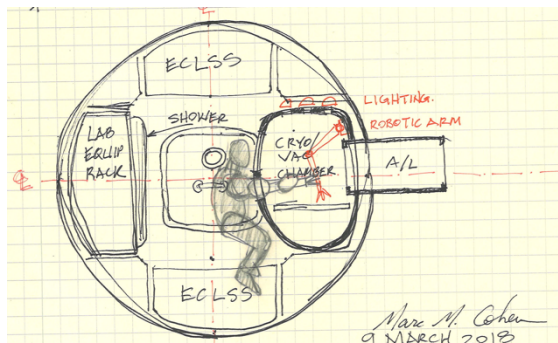 ECLSS
LIGHTING.
ROBOTIC ARM
SHOWER
LAB
EQUIP
RACK
CRYO/
VAC
CHAMBER
A/L
ECLSS
Marc M. Cohen
9 MARCH 2018